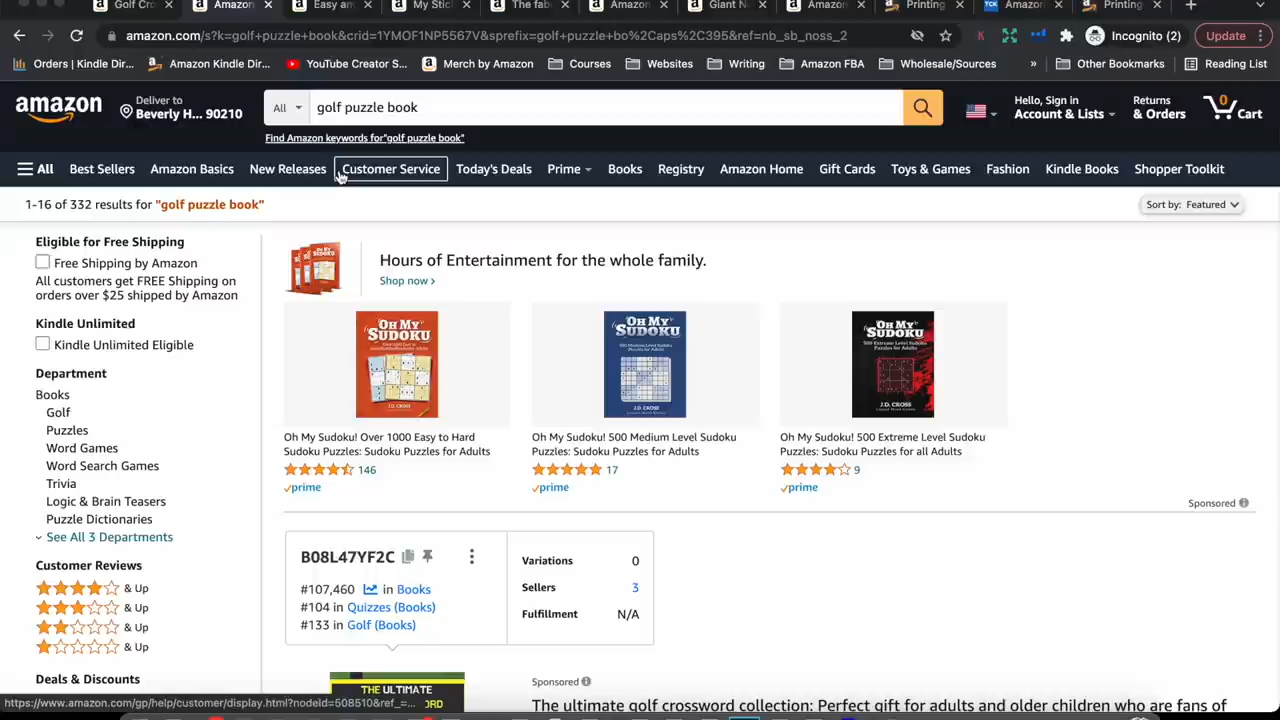 Golf Cro
Amazon
Easy an
My Stic
The fab
Amazon
Giant N
Amazon
Printing
Amazon
Printing
amazon.com/s?k=golf+puzzle+book&crid=1YMOF1NP5567V&sprefix=golf+puzzle+bo%2Caps%2C395&ref=nb_sb_noss_2
Incognito (2)
Update
Orders | Kindle Dir...
Amazon Kindle Dir...
YouTube Creator S...
Merch by Amazon
Courses
Websites
Writing
Amazon FBA
Wholesale/Sources
»
Other Bookmarks
Reading List
amazon
Deliver to
Beverly H... 90210
All
golf puzzle book
Hello, Sign in
Account & Lists
Returns
& Orders
0
Cart
Find Amazon keywords for"golf puzzle book"
All
Best Sellers
Amazon Basics
New Releases
Customer Service
Today's Deals
Prime
Books
Registry
Amazon Home
Gift Cards
Toys & Games
Fashion
Kindle Books
Shopper Toolkit
1-16 of 332 results for "golf puzzle book"
Sort by: Featured
Eligible for Free Shipping
Free Shipping by Amazon
All customers get FREE Shipping on
orders over $25 shipped by Amazon
Kindle Unlimited
Kindle Unlimited Eligible
Department
Books
Golf
Puzzles
Word Games
Word Search Games
Trivia
Logic & Brain Teasers
Puzzle Dictionaries
See All 3 Departments
Customer Reviews
& Up
& Up
& Up
& Up
Deals & Discounts
Hours of Entertainment for the whole family.
Shop now ›
OH MY
SUDOKU
J.D. CROSS
OH MY
SUDOKU
J.D. CROSS
OH MY
SUDOKU
J.D. CROSS
Oh My Sudoku! Over 1000 Easy to Hard
Sudoku Puzzles: Sudoku Puzzles for Adults
146
prime
Oh My Sudoku! 500 Medium Level Sudoku
Puzzles: Sudoku Puzzles for Adults
17
prime
Oh My Sudoku! 500 Extreme Level Sudoku
Puzzles: Sudoku Puzzles for all Adults
9
prime
Sponsored
B08L47YF2C
#107,460 in Books
#104 in Quizzes (Books)
#133 in Golf (Books)
Variations 0
Sellers 3
Fulfillment N/A
THE ULTIMATE
Sponsored
The ultimate golf crossword collection: Perfect gift for adults and older children who are fans of
https://www.amazon.com/gp/help/customer/display.html?nodeId=508510&ref_=...